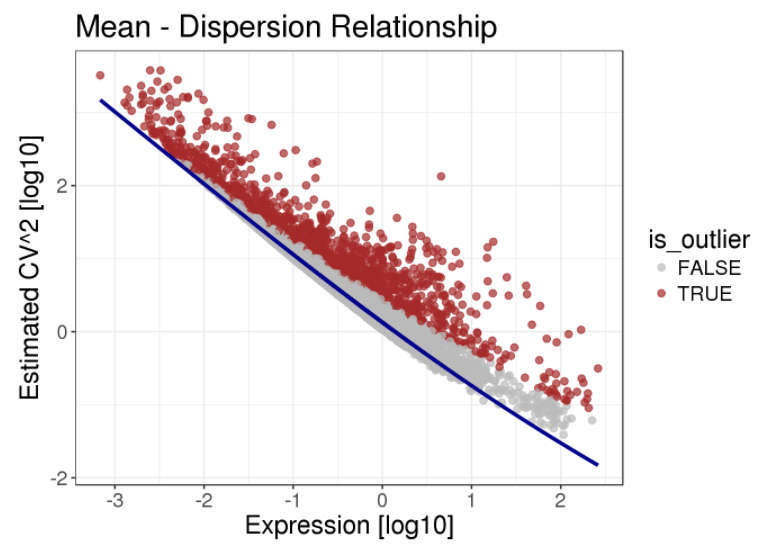 Mean - Dispersion Relationship
Estimated CV^2 [log10]
2
0
-2
-3 -2 -1 0 1 2
Expression [log10]
is_outlier
FALSE
TRUE